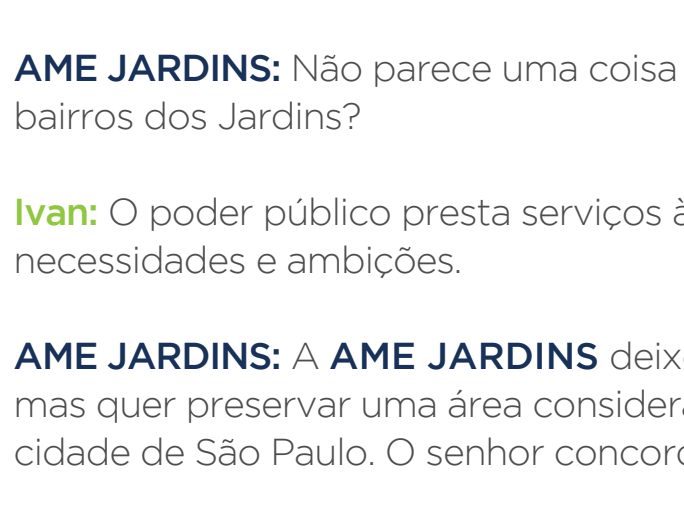 AME JARDINS: Não parece uma coisa
bairros dos Jardins?
Ivan: O poder público presta serviços à
necessidades e ambições.
AME JARDINS: A AME JARDINS
mas quer preservar uma área
cidade de São Paulo. O senhor